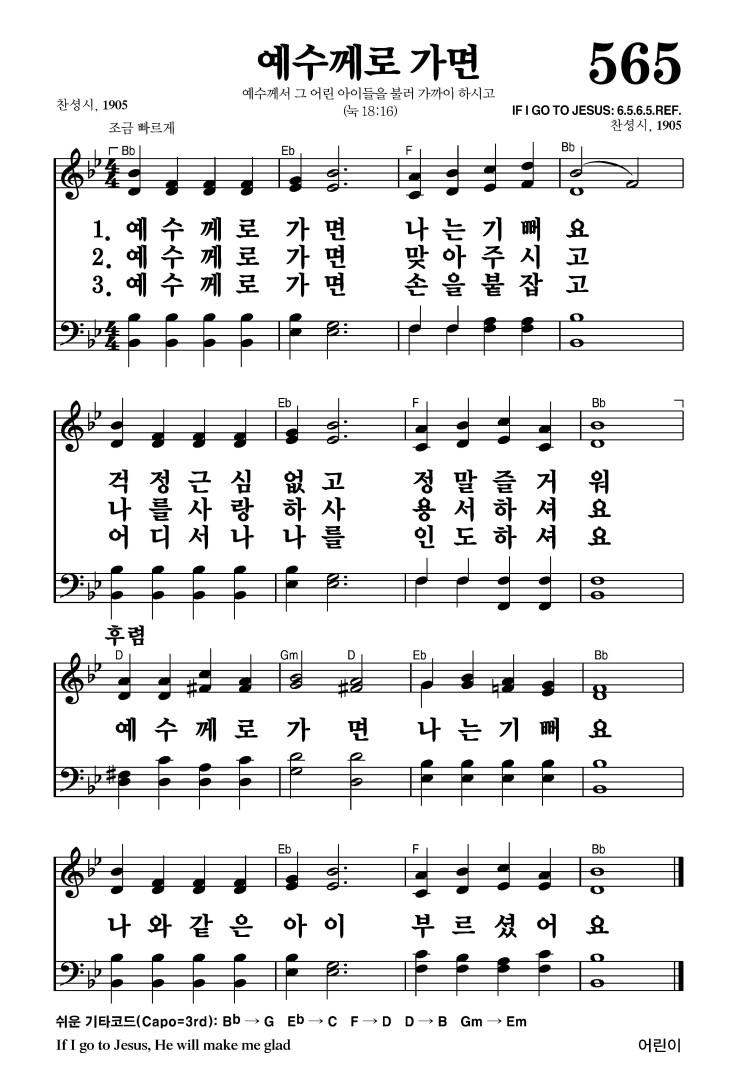 예수께로 가면 565
예수께서 그 어린 아이들을 불러 가까이 하시고
(눅 18:16)
찬셩시, 1905
IF I GO TO JESUS: 6.5.6.5.REF.
찬셩시, 1905
조금 빠르게
Bb Eb F Bb
1. 예 수 께 로 가 면 나 는 기 뻐 요
2. 예 수 께 로 가 면 맞 아 주 시 고
3. 예 수 께 로 가 면 손 을 붙 잡 고
Eb F Bb
걱 정 근 심 없 고 정 말 즐 거 워
나 를 사 랑 하 사 용 서 하 셔 요
어 디 서 나 나 를 인 도 하 셔 요
후렴
D Gm D Eb Bb
예 수 께 로 가 면 나 는 기 뻐 요
Eb F Bb
나 와 같 은 아 이 부 르 셨 어 요
쉬운 기타코드(Capo=3rd): Bb → G Eb → C F → D D → B Gm → Em
If I go to Jesus, He will make me glad 어린이